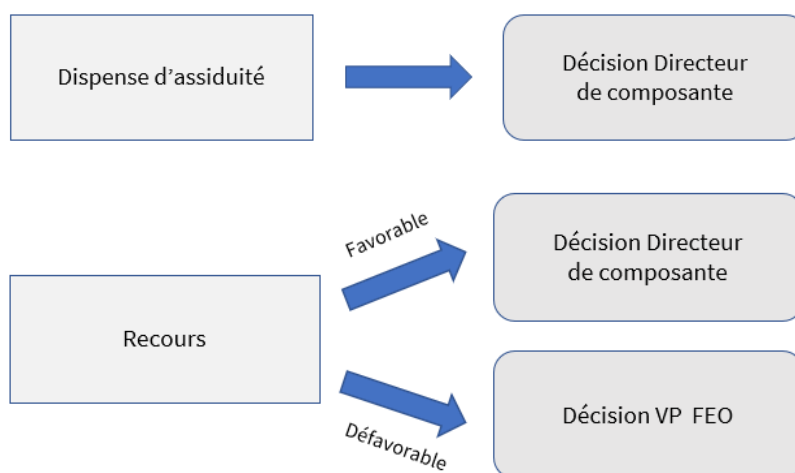 Dispense d'assiduité
Décision Directeur
de composante
Favorable
Décision Directeur
de composante
Recours
Défavorable
Décision VP  FEO